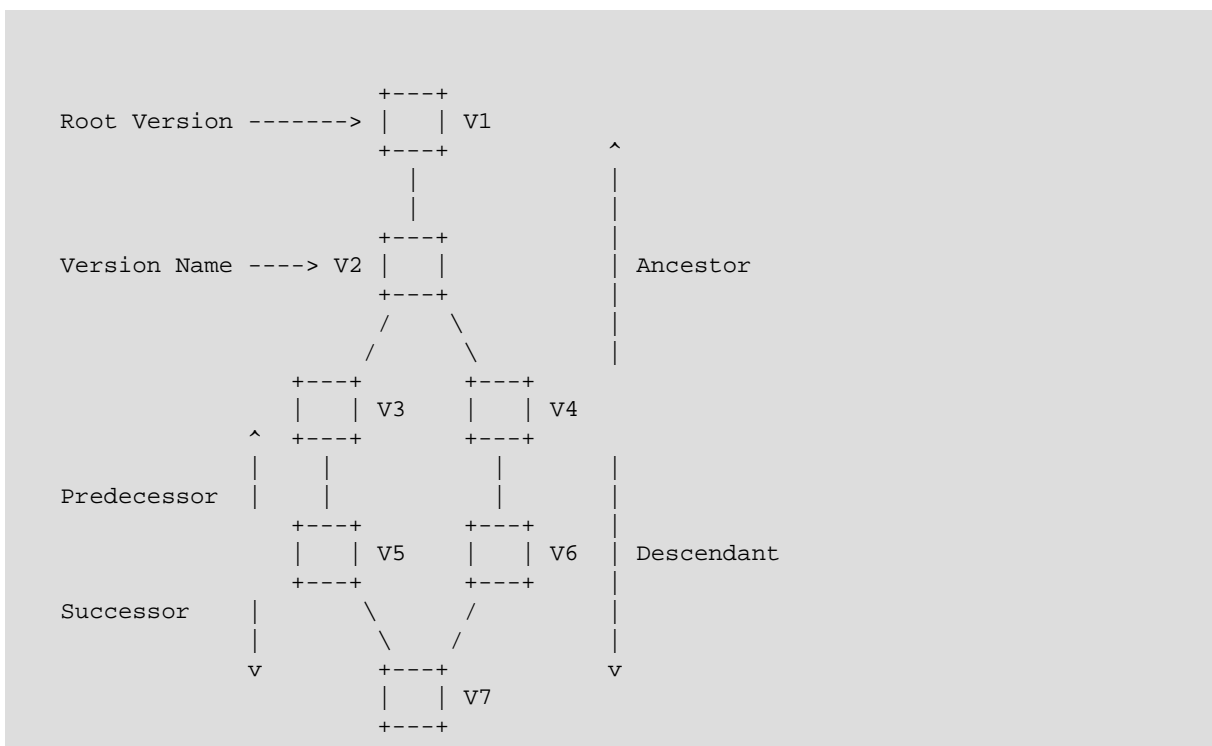 Root Version -------> | | V1
Version Name ----> V2 | | | Ancestor
| | V3 | | V4
Predecessor
| | V5 | | V6 | Descendant
Successor
| | V7